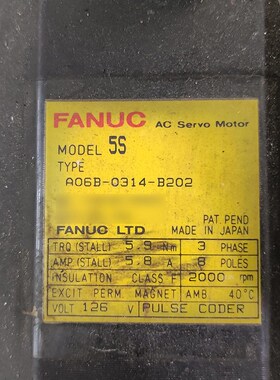 FANUC AC Servo Motor
MODEL 5S
TYPE
A06B-0314-B202
PAT. PEND
FANUC LTD MADE IN JAPAN
TRQ (STALL) 5.9 Nm 3 PHASE
AMP (STALL) 5.8 A 8 POLES
INSULATION CLASS F 2000 rpm
EXCIT PERM MAGNET AMB 40°C
VOLT 126 V PULSE CODER